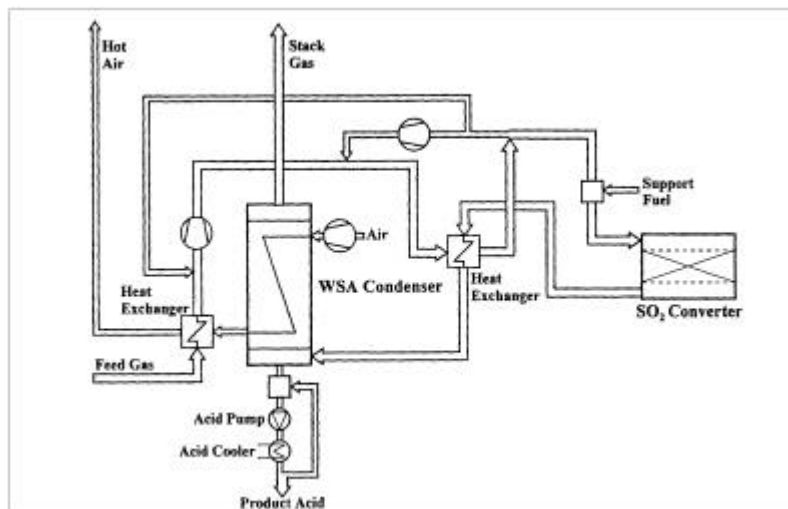 Hot
Air
Stack
Gas
Support
Fuel
Air
WSA Condenser
Heat
Exchanger
SO₂ Converter
Heat
Exchanger
Feed Gas
Acid Pump
Acid Cooler
Product Acid